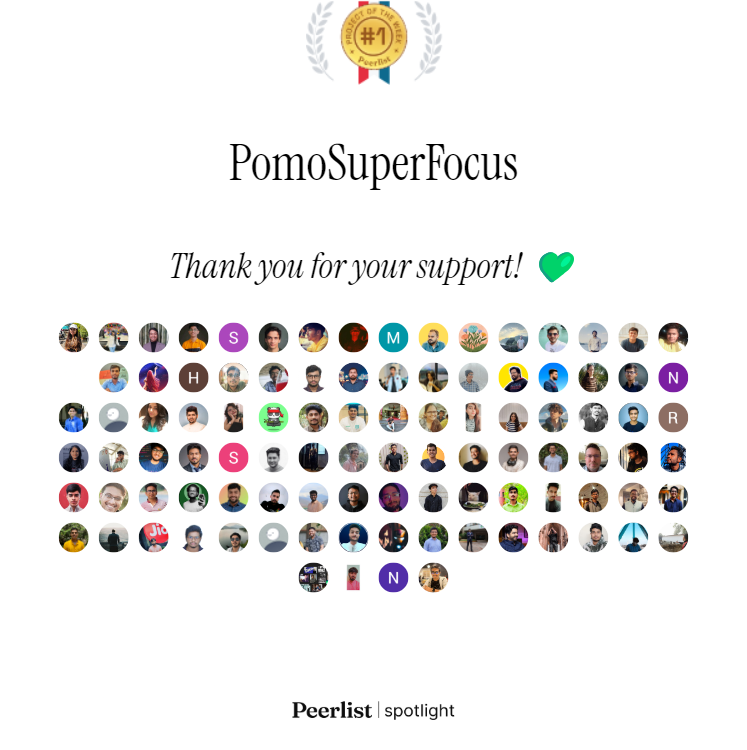 PROJECT OF THE WEEK
#1
Peerlist
PomoSuperFocus
Thank you for your support!
S
M
H
N
R
S
Jio
N
Peerlist | spotlight